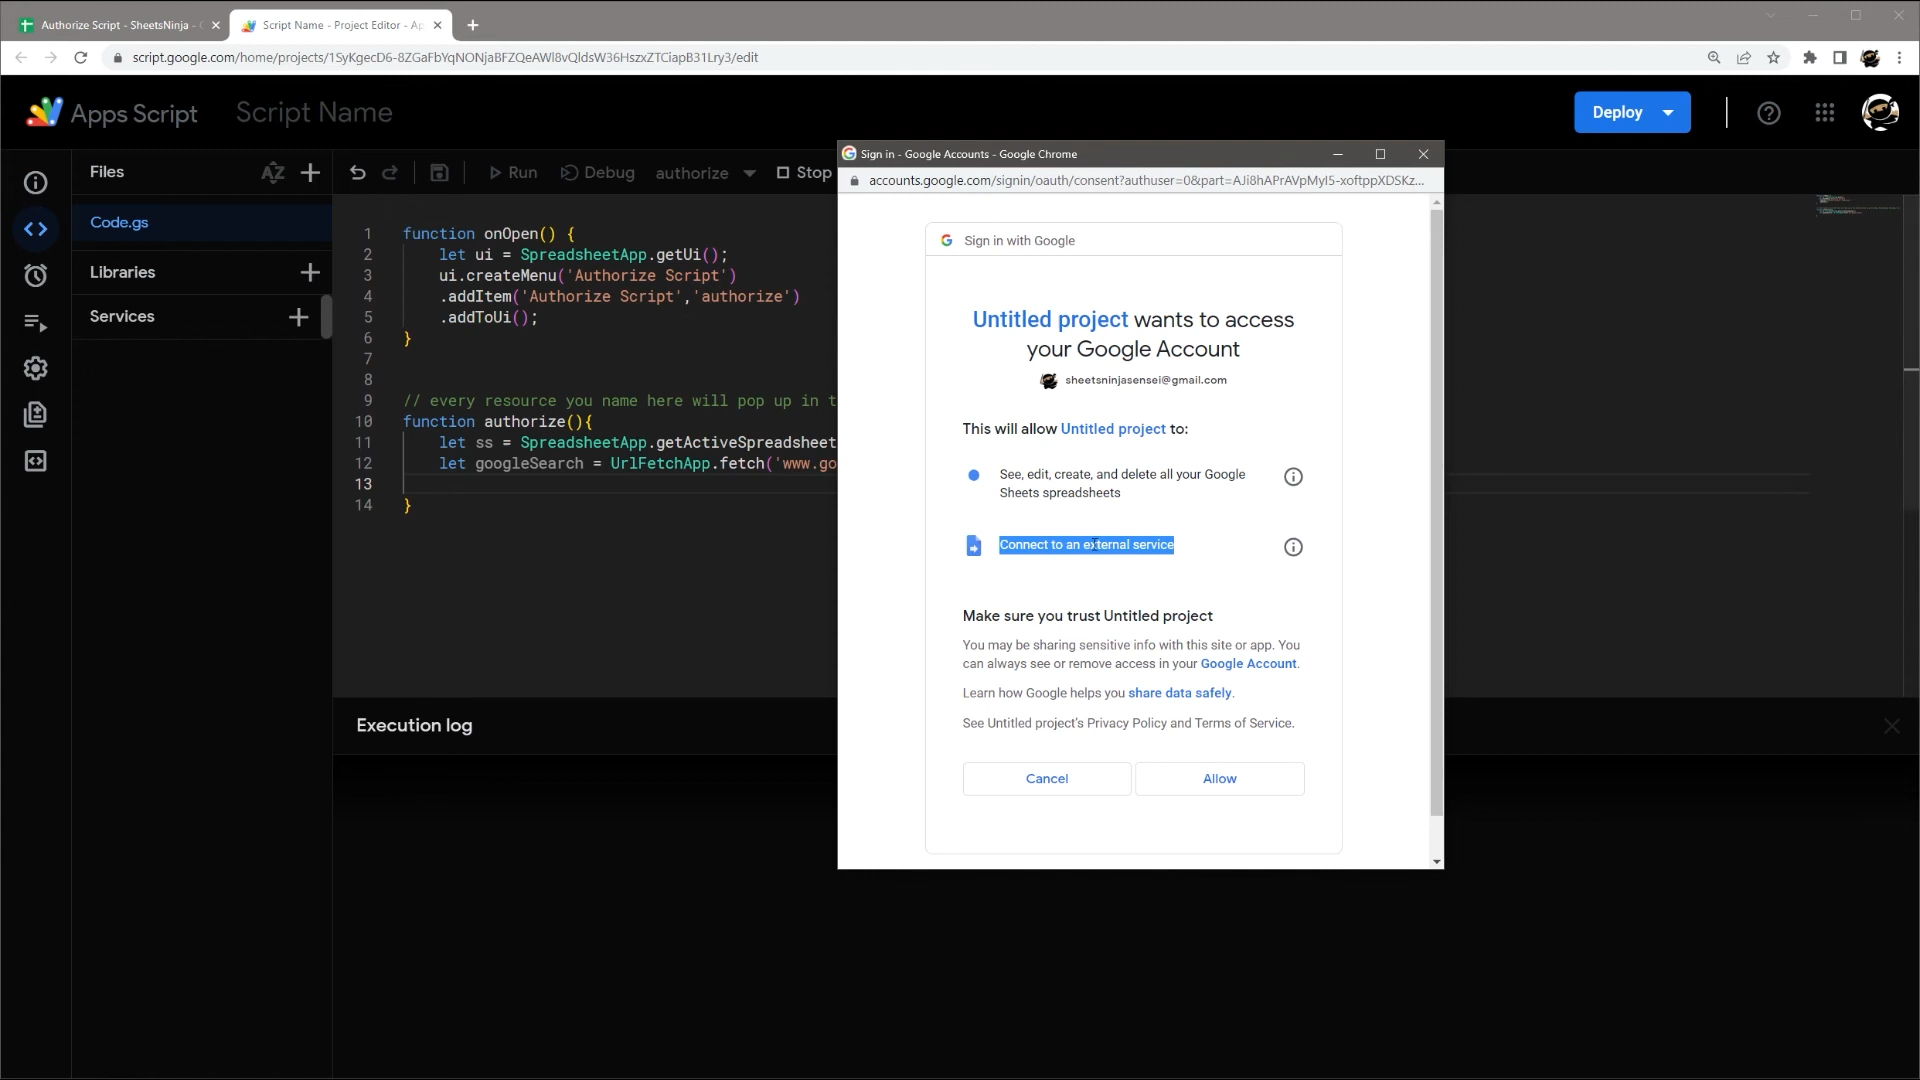 Authorize Script - SheetsNinja -
Script Name - Project Editor - Ap
script.google.com/home/projects/1SyKgecD6-8ZGaFbYqNONjaBFZQeAWl8vQldsW36HszxZTCiapB31Lry3/edit
Apps Script
Script Name
Deploy
Files
AZ
Run
Debug
authorize
Stop
Code.gs
Libraries
Services
1 function onOpen() {
2 let ui = SpreadsheetApp.getUi();
3 ui.createMenu('Authorize Script')
4 .addItem('Authorize Script','authorize')
5 .addToUi();
6 }
7
8
9 // every resource you name here will pop up in t
10 function authorize(){
11 let ss = SpreadsheetApp.getActiveSpreadsheet
12 let googleSearch = UrlFetchApp.fetch('www.go
13
14 }
Execution log
Sign in - Google Accounts - Google Chrome
accounts.google.com/signin/oauth/consent?authuser=0&part=AJi8hAPrAVpMyI5-xoftppXDSKz...
Sign in with Google
Untitled project wants to access
your Google Account
sheetsninjasensei@gmail.com
This will allow Untitled project to:
See, edit, create, and delete all your Google
Sheets spreadsheets
Connect to an external service
Make sure you trust Untitled project
You may be sharing sensitive info with this site or app. You
can always see or remove access in your Google Account.
Learn how Google helps you share data safely.
See Untitled project's Privacy Policy and Terms of Service.
Cancel
Allow